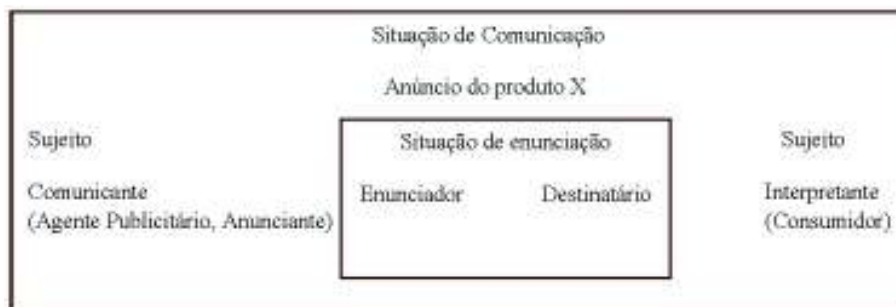 Situação de Comunicação
Anúncio do produto X
Sujeito Situação de enunciação Sujeito
Comunicante Enunciador Destinatário Interpretante
(Agente Publicitário, Anunciante) (Consumidor)